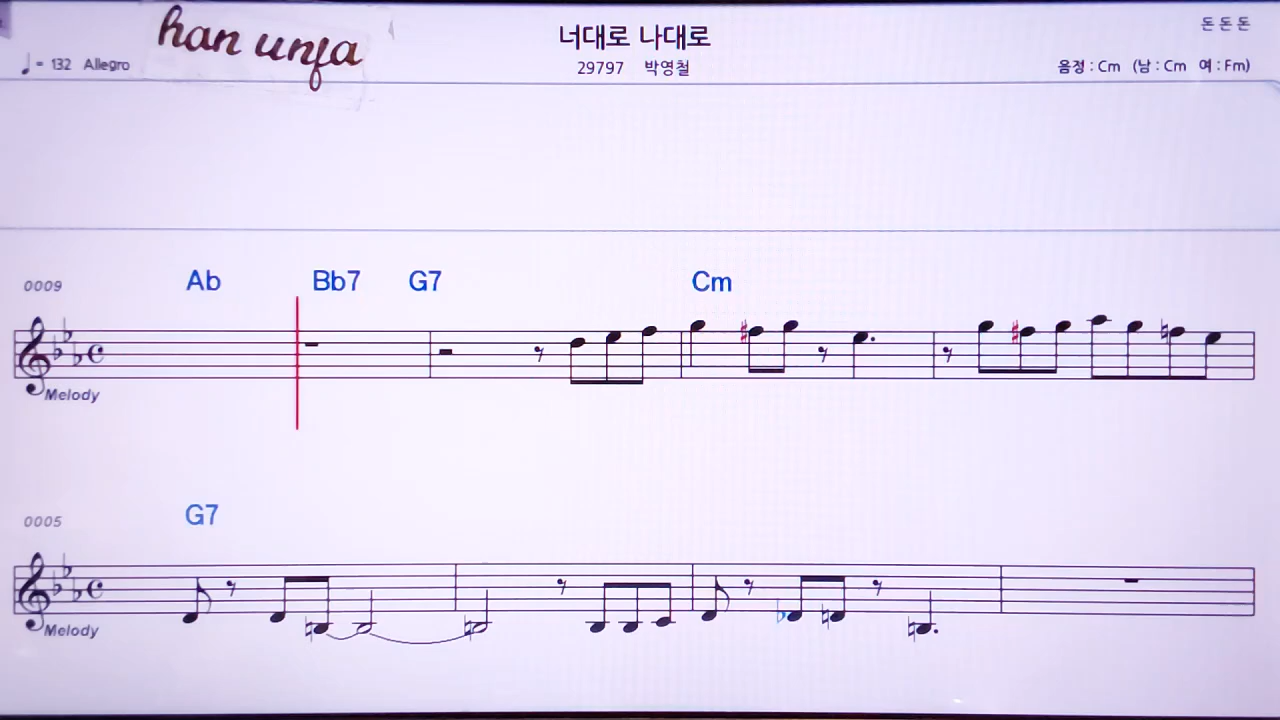 han unfa
너대로 나대로
돈 돈 돈
♩= 132 Allegro
29797 박영철
음정 : Cm (남 : Cm 여 : Fm)
0009 Ab Bb7 G7 Cm
Melody
0005 G7
Melody